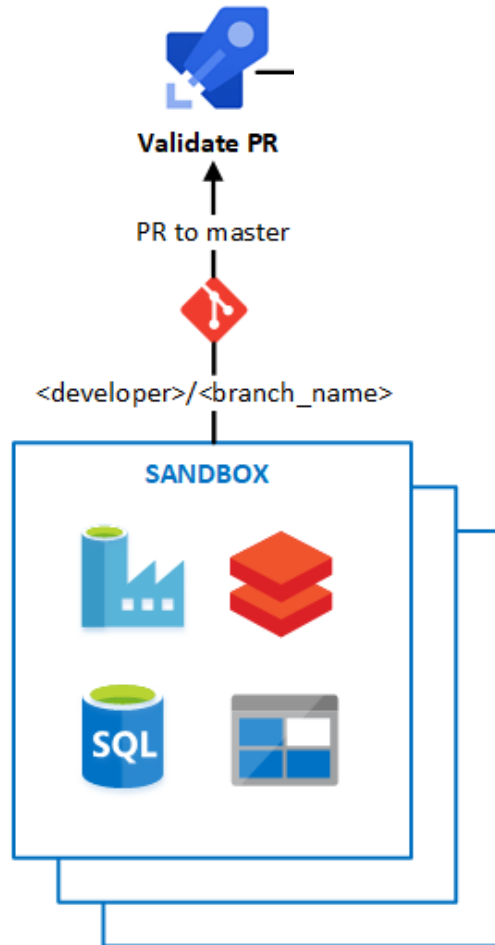 Validate PR
PR to master
<developer>/<branch_name>
SANDBOX
SQL